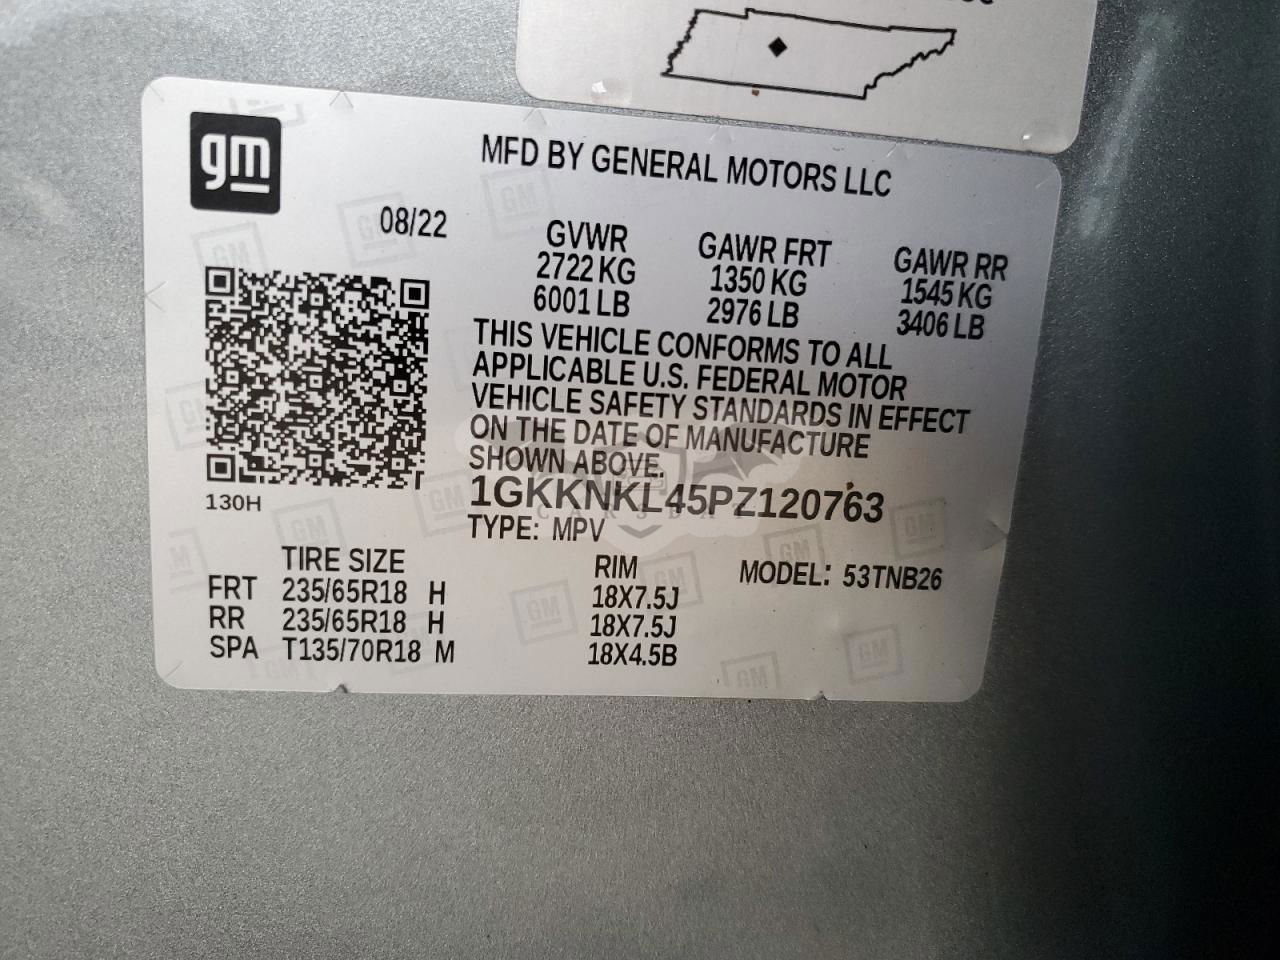 gm
MFD BY GENERAL MOTORS LLC
08/22
GVWR GAWR FRT GAWR RR
2722 KG 1350 KG 1545 KG
6001 LB 2976 LB 3406 LB
THIS VEHICLE CONFORMS TO ALL
APPLICABLE U.S. FEDERAL MOTOR
VEHICLE SAFETY STANDARDS IN EFFECT
ON THE DATE OF MANUFACTURE
SHOWN ABOVE.
1GKKNKL45PZ120763
130H
TYPE: MPV
TIRE SIZE RIM MODEL: 53TNB26
FRT 235/65R18 H 18X7.5J
RR 235/65R18 H 18X7.5J
SPA T135/70R18 M 18X4.5B